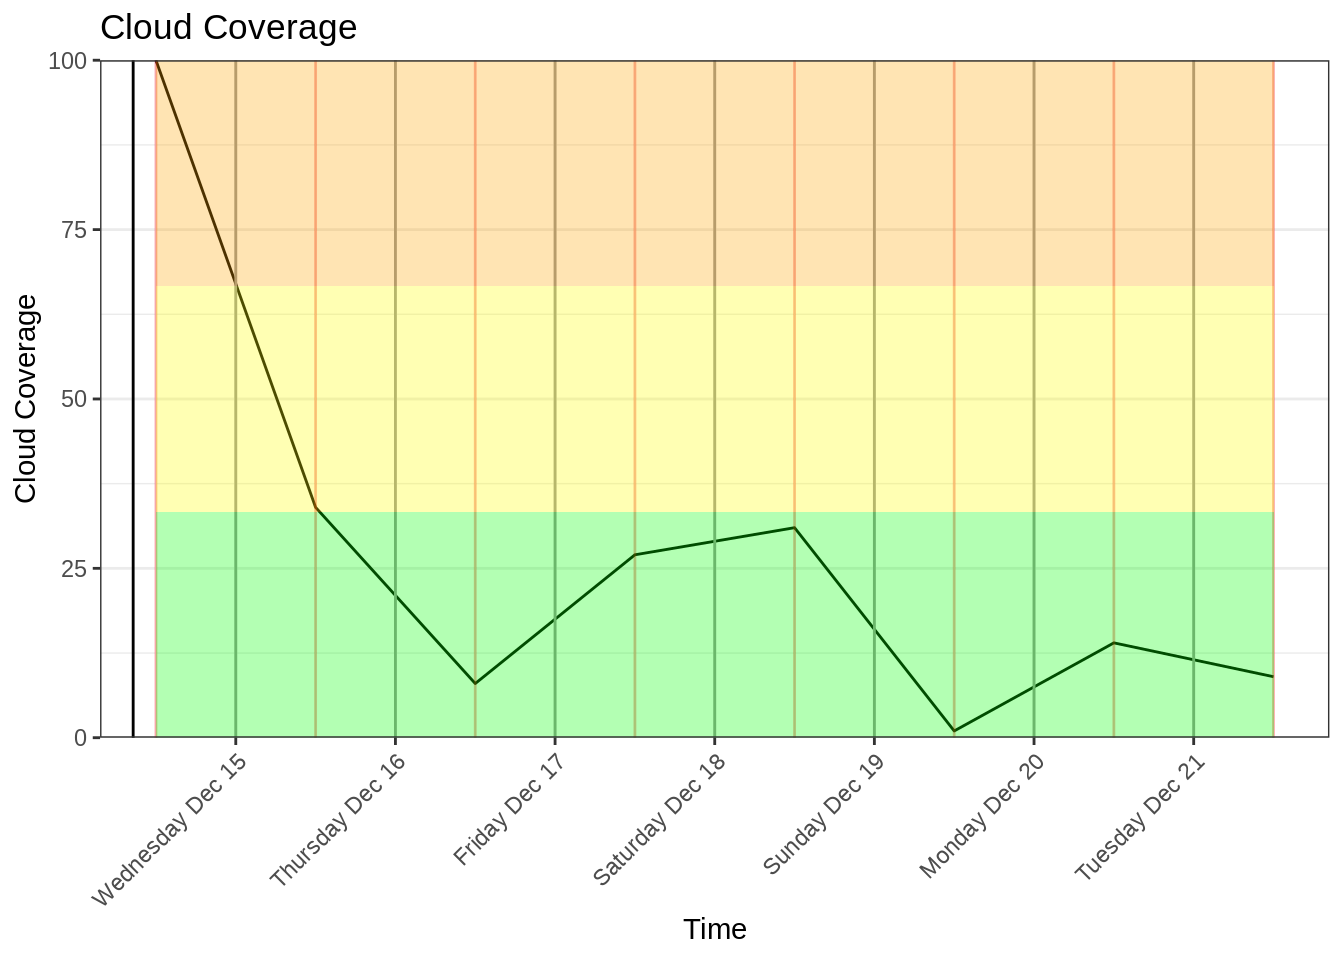 Cloud Coverage
Cloud Coverage
100
75
50
25
0
Wednesday Dec 15
Thursday Dec 16
Friday Dec 17
Saturday Dec 18
Sunday Dec 19
Monday Dec 20
Tuesday Dec 21
Time